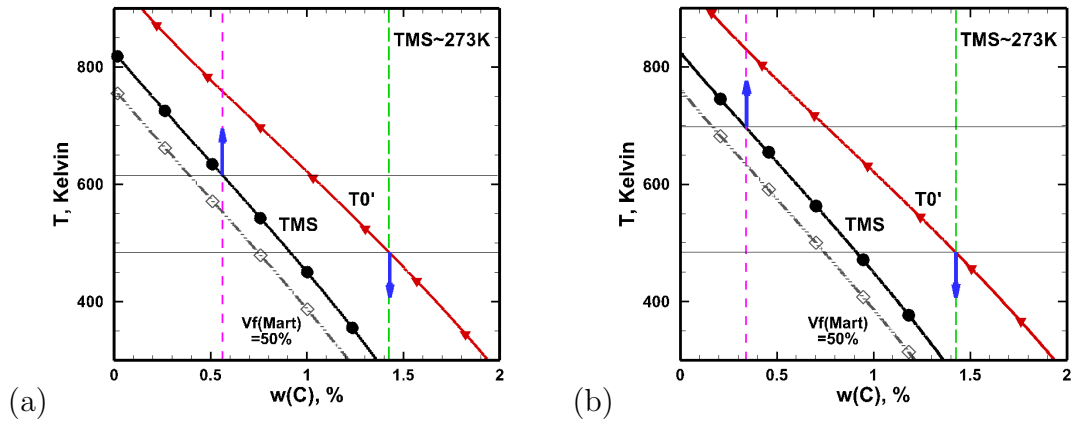 TMS~273K
800
600
400
T, Kelvin
T0'
TMS
Vf(Mart)
=50%
0
0.5
1
1.5
2
w(C), %
(a)
TMS~273K
800
600
400
T, Kelvin
T0'
TMS
Vf(Mart)
=50%
0
0.5
1
1.5
2
w(C), %
(b)